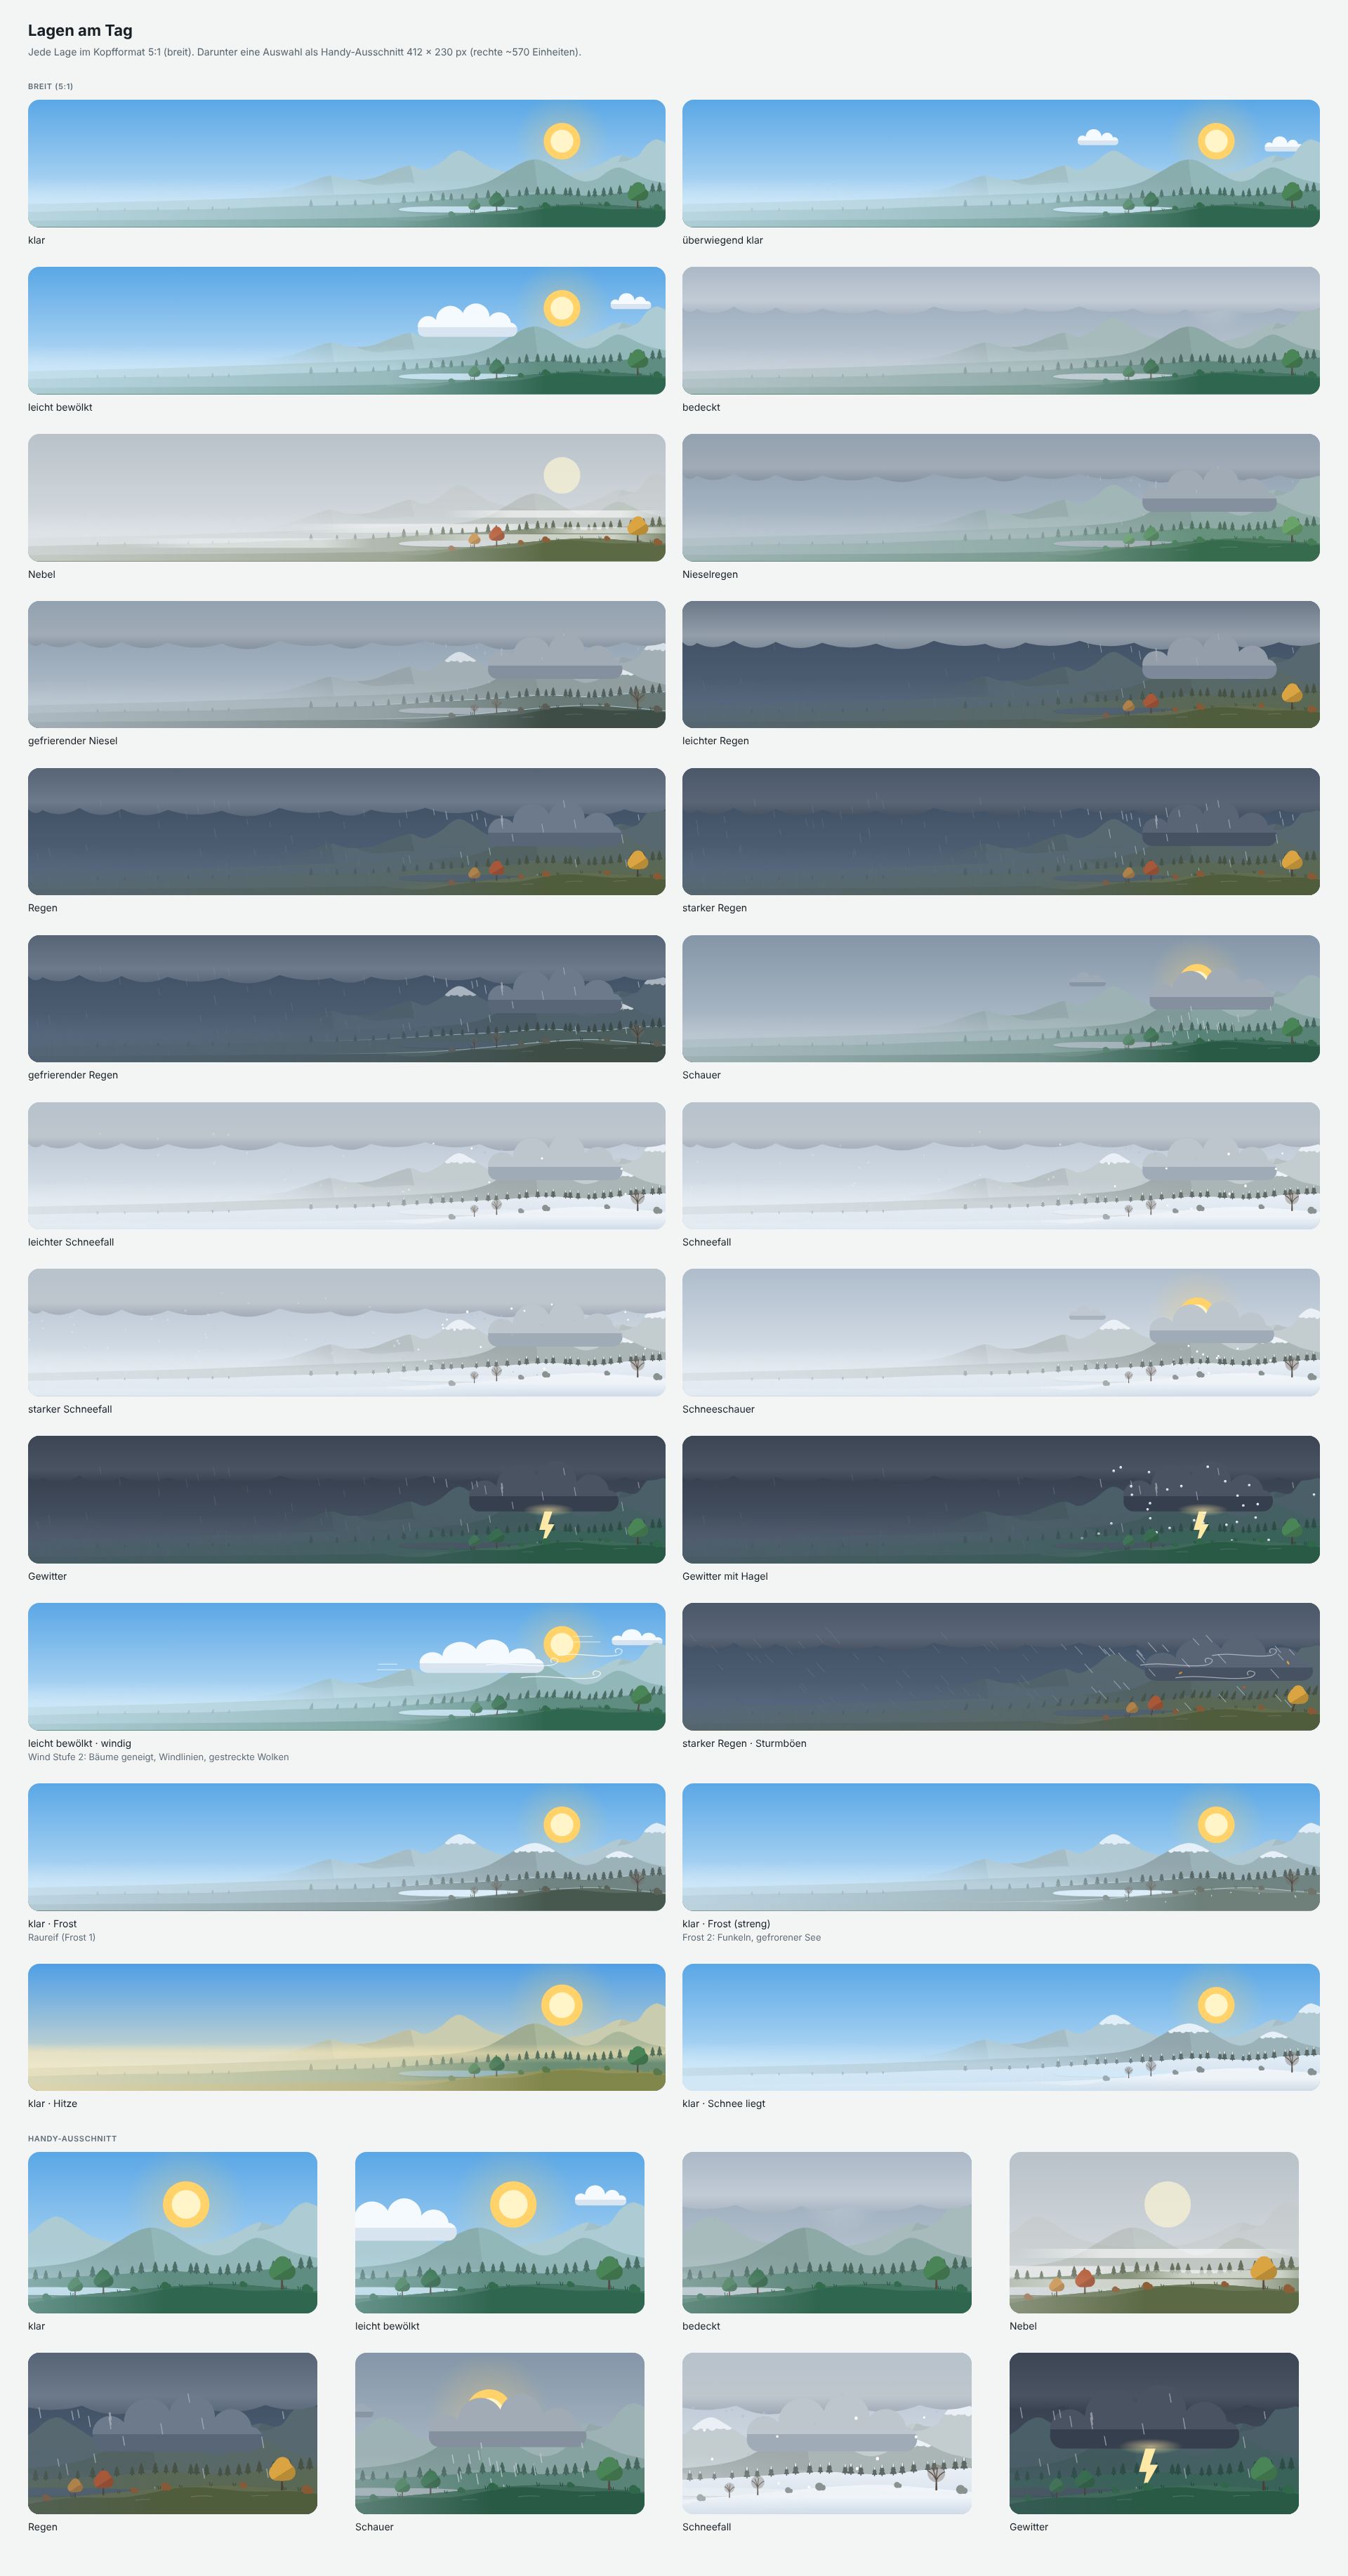 Lagen am Tag
Jede Lage im Kopfformat 5:1 (breit). Darunter eine Auswahl als Handy-Ausschnitt 412 × 230 px (rechte ~570 Einheiten).
BREIT (5:1)
klar
überwiegend klar
leicht bewölkt
bedeckt
Nebel
Nieselregen
gefrierender Niesel
leichter Regen
Regen
starker Regen
gefrierender Regen
Schauer
leichter Schneefall
Schneefall
starker Schneefall
Schneeschauer
Gewitter
Gewitter mit Hagel
leicht bewölkt · windig
Wind Stufe 2: Bäume geneigt, Windlinien, gestreckte Wolken
starker Regen · Sturmböen
klar · Frost
Raureif (Frost 1)
klar · Frost (streng)
Frost 2: Funkeln, gefrorener See
klar · Hitze
klar · Schnee liegt
HANDY-AUSSCHNITT
klar
leicht bewölkt
bedeckt
Nebel
Regen
Schauer
Schneefall
Gewitter